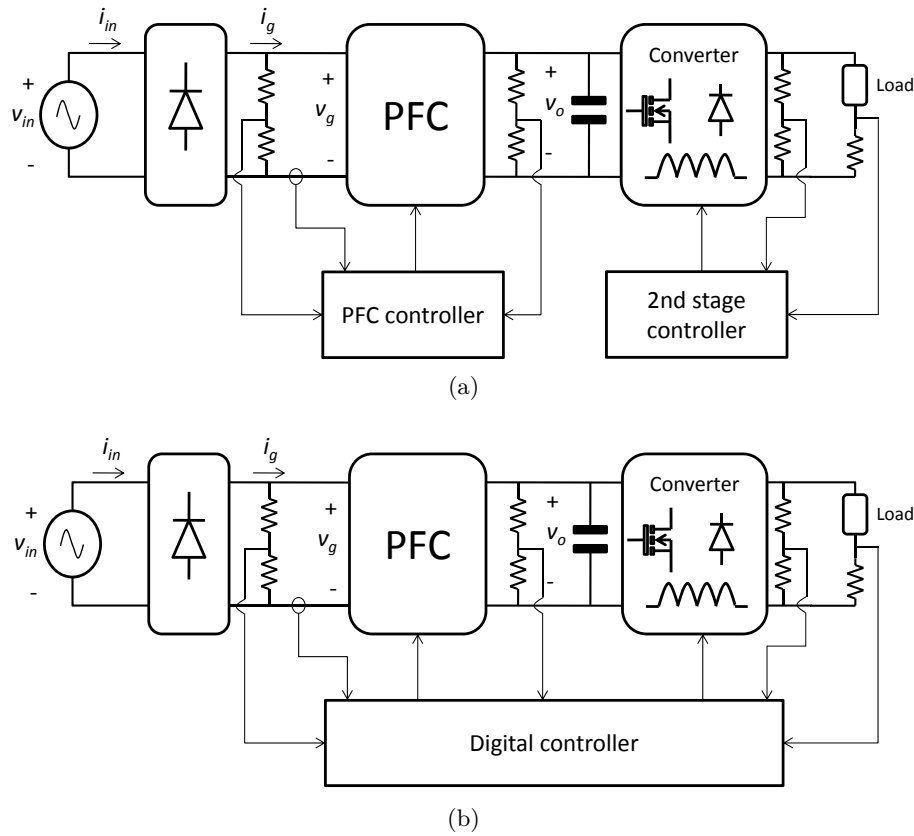 i_in
i_g
Converter
+
v_in
-
+
v_g
-
PFC
+
v_o
-
Load
PFC controller
2nd stage
controller
(a)
i_in
i_g
Converter
+
v_in
-
+
v_g
-
PFC
+
v_o
-
Load
Digital controller
(b)